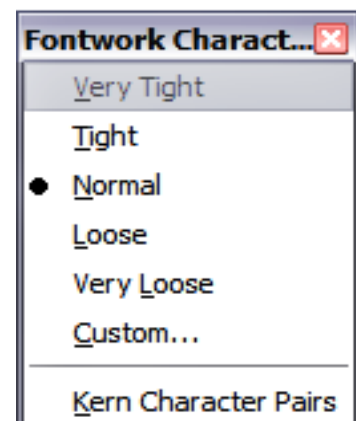 Fontwork Charact...
Very Tight
Tight
Normal
Loose
Very Loose
Custom...
Kern Character Pairs